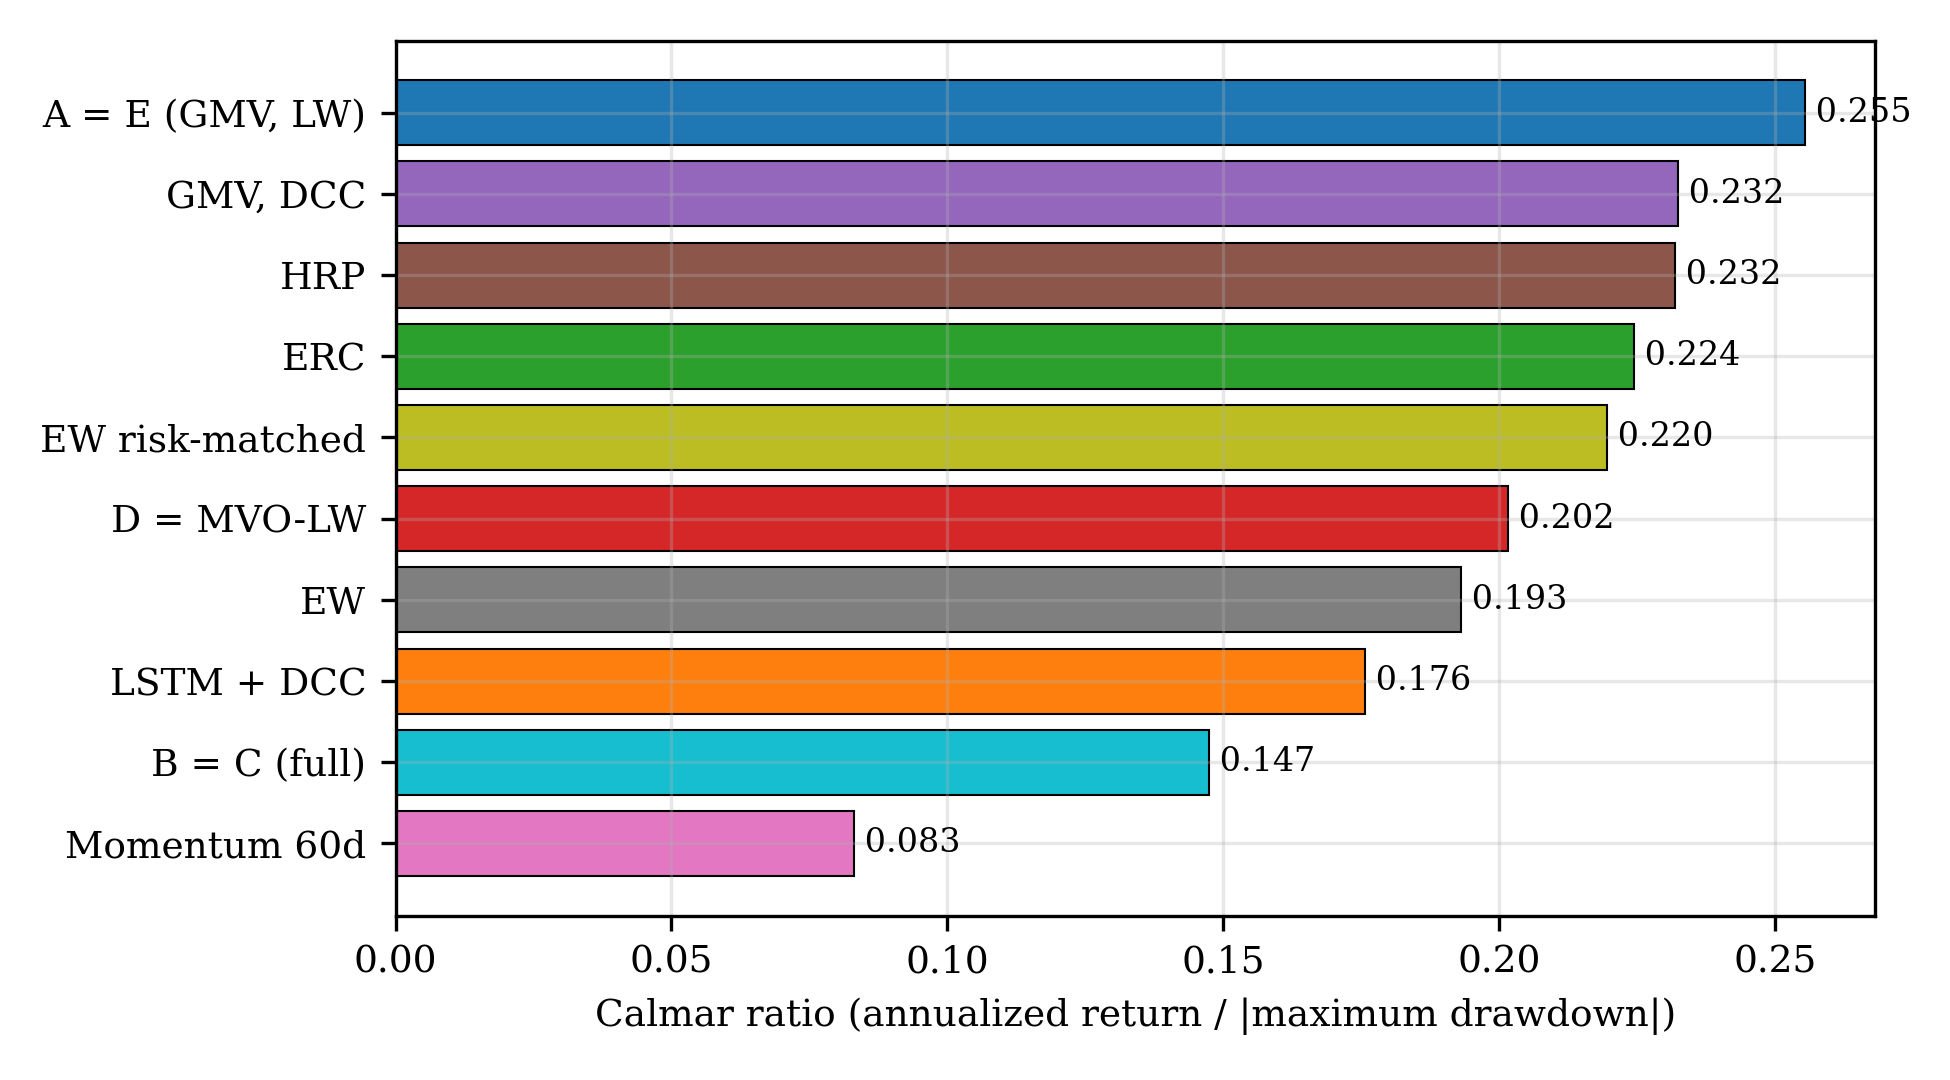 A = E (GMV, LW) 0.255
GMV, DCC 0.232
HRP 0.232
ERC 0.224
EW risk-matched 0.220
D = MVO-LW 0.202
EW 0.193
LSTM + DCC 0.176
B = C (full) 0.147
Momentum 60d 0.083
0.00 0.05 0.10 0.15 0.20 0.25
Calmar ratio (annualized return / |maximum drawdown|)